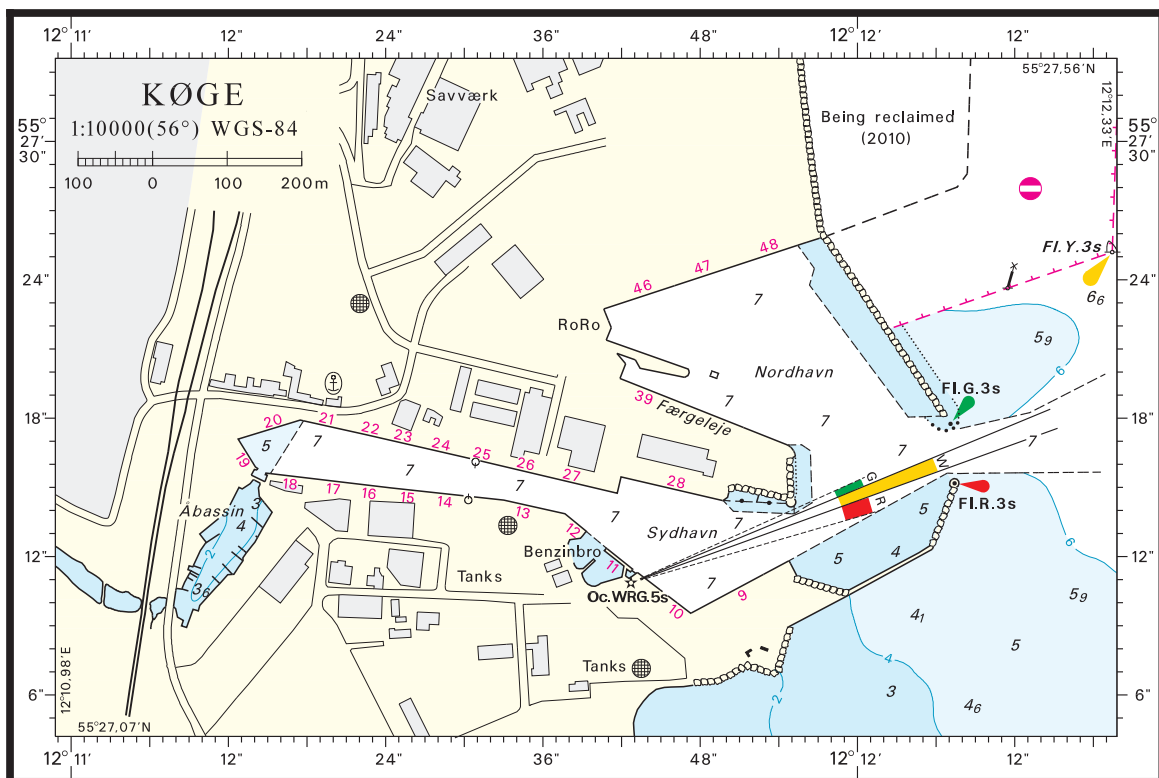 12°11' 12" 24" 36" 48" 12°12' 12"
55°27,56'N
12°12.33'E
KØGE
1:10000(56°) WGS-84
100 0 100 200m
Savværk
Being reclaimed
(2010)
55°
27'
30"
55°
27'
30"
Fl.Y.3s
24"
24"
48
47
46
7
6₆
RoRo
5₉
Nordhavn
6
39
Færgeleje
Fl.G.3s
18"
18"
20
21
22
23
24
25
26
27
28
5
7
7
7
7
7
7
19
18
17
16
15
14
13
7
W
G
R
Fl.R.3s
Åbassin
3
4
2
3₆
12
7
Sydhavn
7
5
5
4
6
12"
12"
Benzinbro
11
Tanks
Oc.WRG.5s
7
9
10
4₁
5₉
5
Tanks
4
3
2
4₆
6"
6"
12°10.98'E
55°27,07'N
12°11' 12" 24" 36" 48" 12°12' 12"